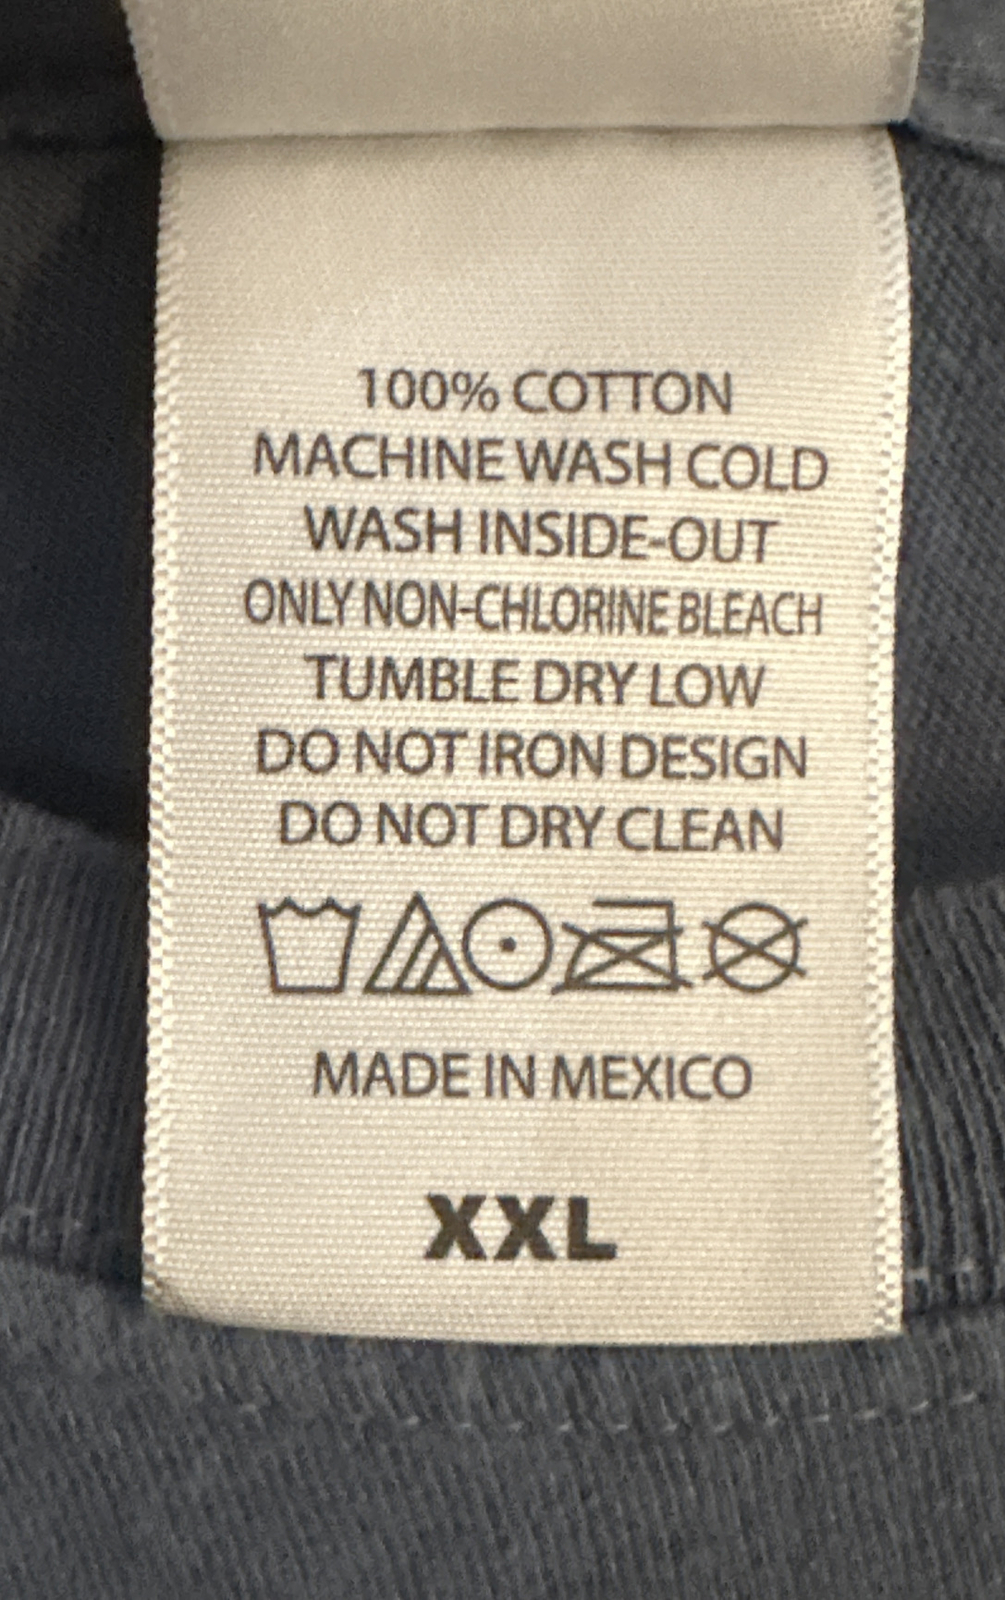 100% COTTON
MACHINE WASH COLD
WASH INSIDE-OUT
ONLY NON-CHLORINE BLEACH
TUMBLE DRY LOW
DO NOT IRON DESIGN
DO NOT DRY CLEAN
MADE IN MEXICO
XXL